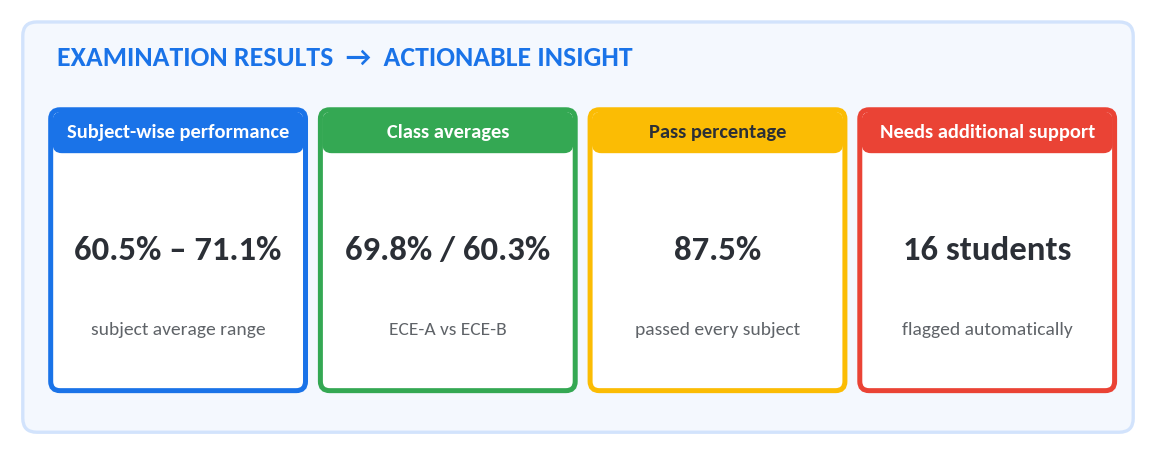 EXAMINATION RESULTS → ACTIONABLE INSIGHT
Subject-wise performance
60.5% – 71.1%
subject average range
Class averages
69.8% / 60.3%
ECE-A vs ECE-B
Pass percentage
87.5%
passed every subject
Needs additional support
16 students
flagged automatically